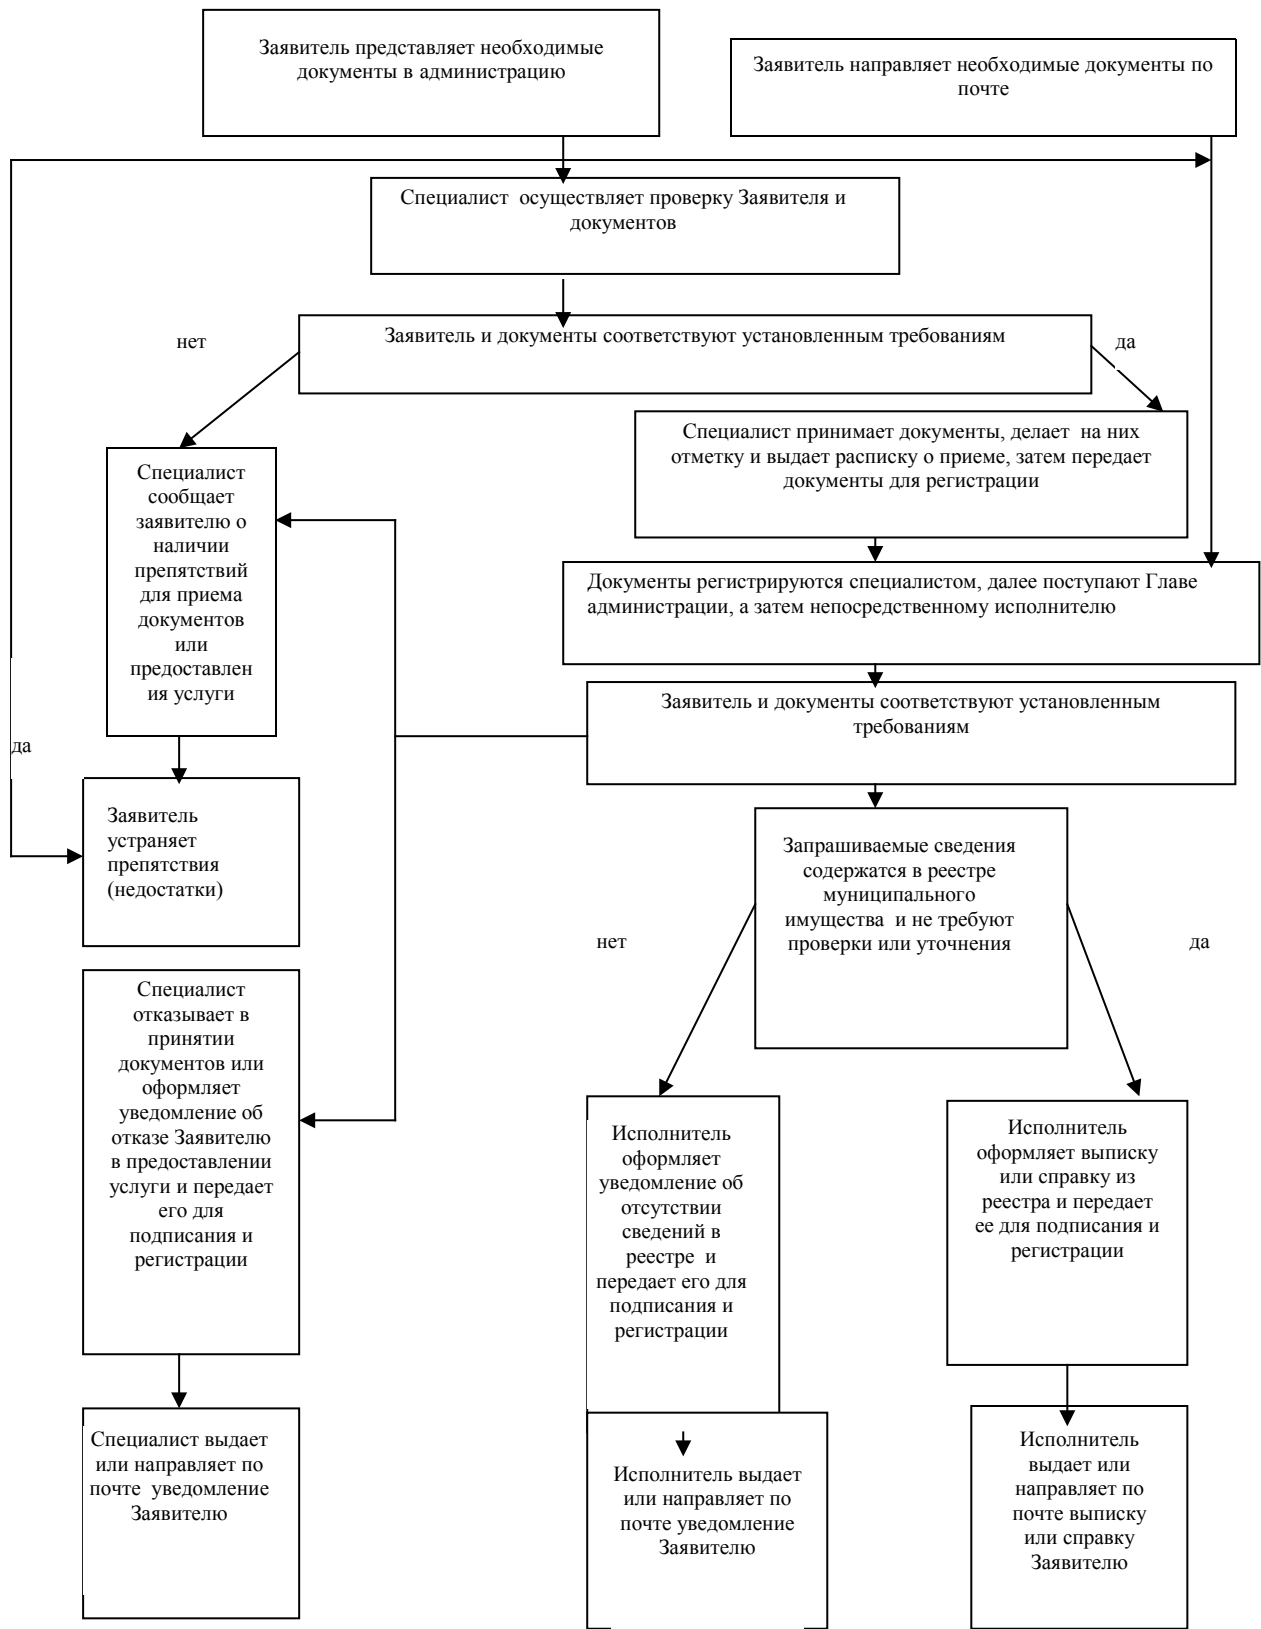 Заявитель представляет необходимые
документы в администрацию
Заявитель направляет необходимые документы по
почте
Специалист осуществляет проверку Заявителя и
документов
нет
Заявитель и документы соответствуют установленным требованиям
да
Специалист принимает документы, делает на них
отметку и выдает расписку о приеме, затем передает
документы для регистрации
Специалист
сообщает
заявителю о
наличии
препятствий
для приема
документов
или
предоставлен
ия услуги
Документы регистрируются специалистом, далее поступают Главе
администрации, а затем непосредственному исполнителю
Заявитель и документы соответствуют установленным
требованиям
да
Заявитель
устраняет
препятствия
(недостатки)
Запрашиваемые сведения
содержатся в реестре
муниципального
имущества и не требуют
проверки или уточнения
нет
да
Специалист
отказывает в
принятии
документов или
оформляет
уведомление об
отказе Заявителю
в предоставлении
услуги и передает
его для
подписания и
регистрации
Исполнитель
оформляет
уведомление об
отсутствии
сведений в
реестре и
передает его для
подписания и
регистрации
Исполнитель
оформляет выписку
или справку из
реестра и передает
ее для подписания и
регистрации
Специалист выдает
или направляет по
почте уведомление
Заявителю
Исполнитель выдает
или направляет по
почте уведомление
Заявителю
Исполнитель
выдает или
направляет по
почте выписку
или справку
Заявителю